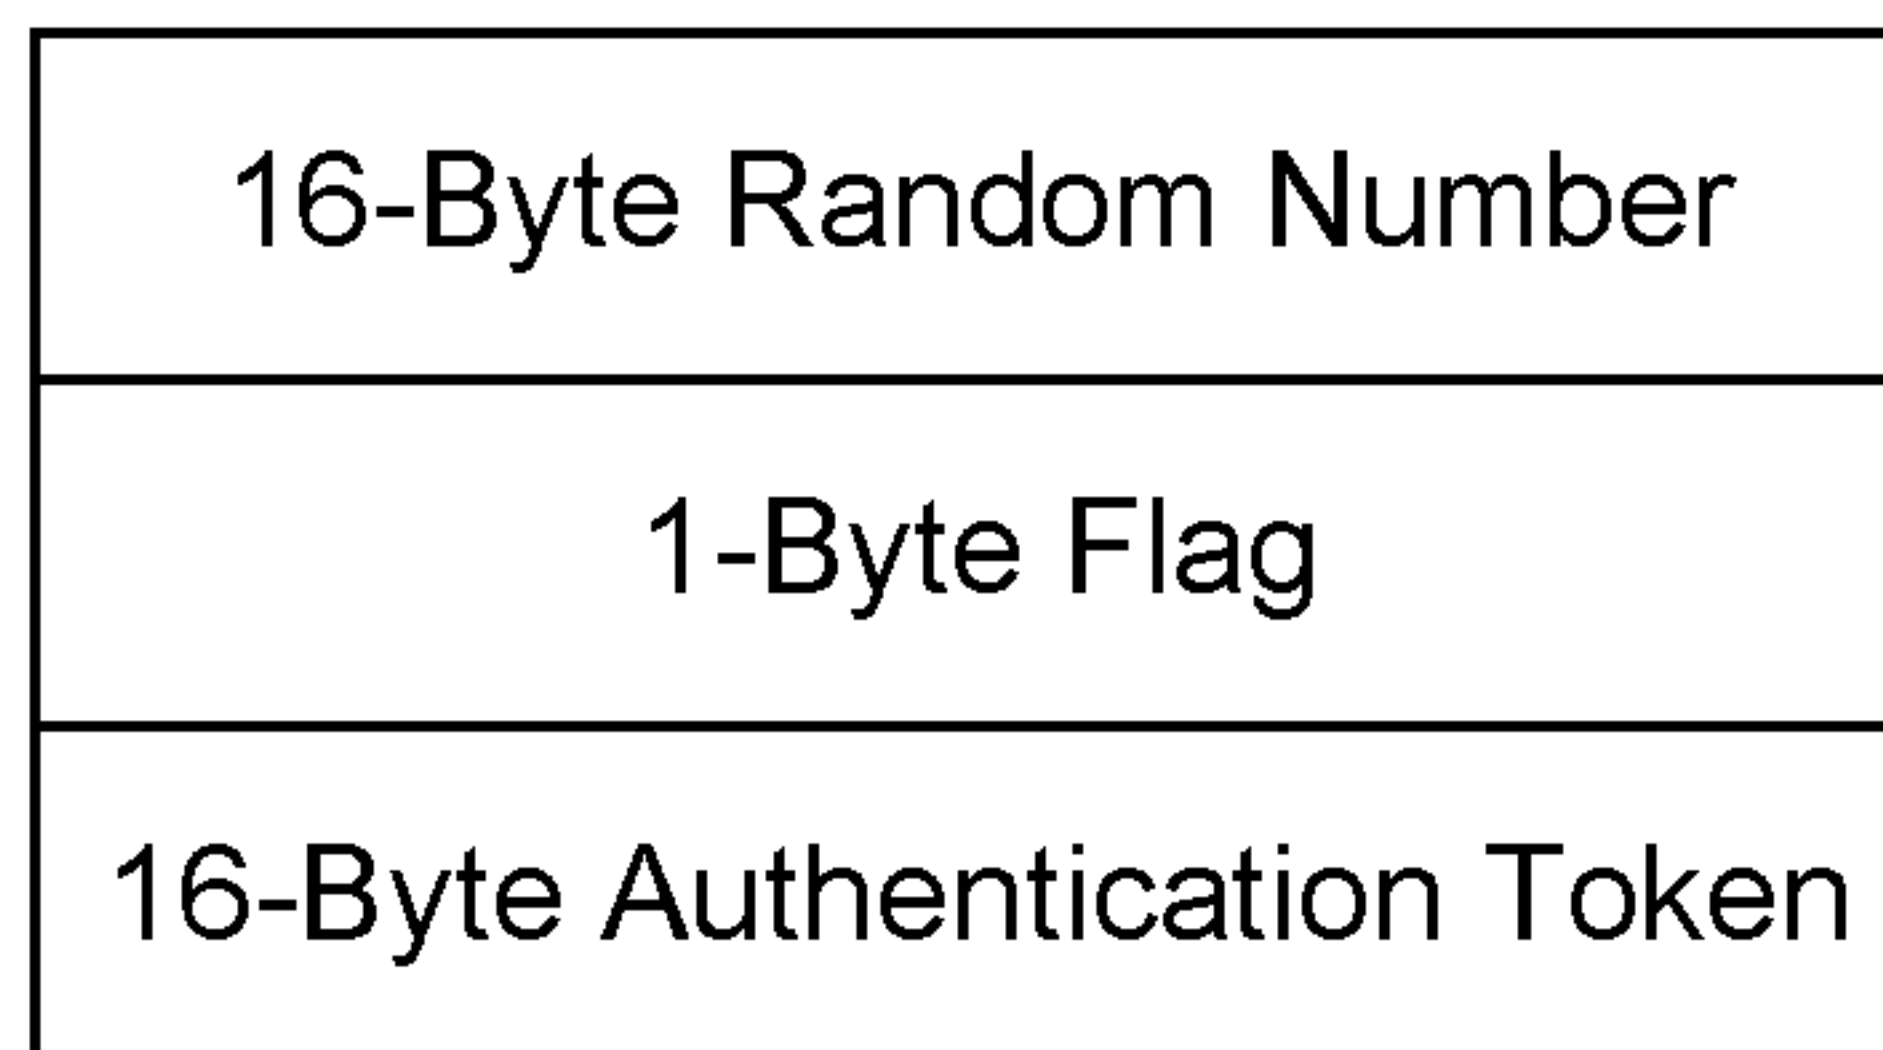 16-Byte Random Number
1-Byte Flag
16-Byte Authentication Token